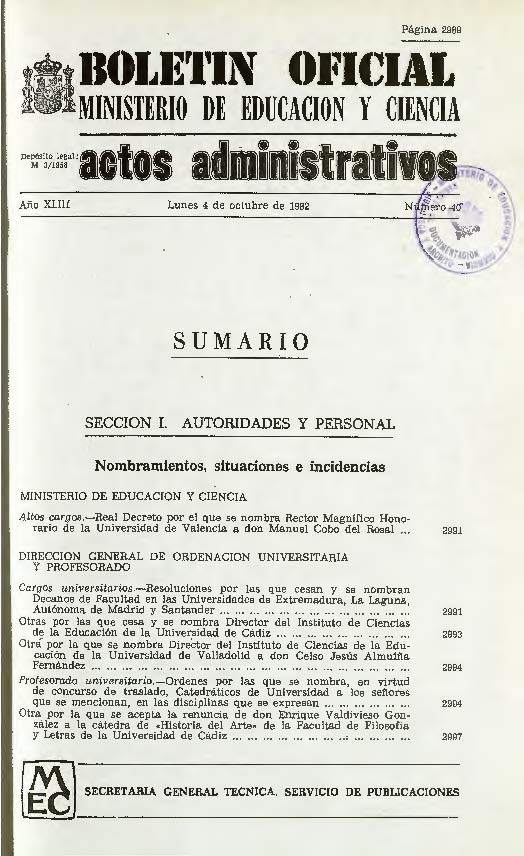 Página 2989
BOLETIN OFICIAL
MINISTERIO DE EDUCACION Y CIENCIA
Depósito legal:
M 3/1958
actos administrativos
Año XLIII
Lunes 4 de octubre de 1982
Número 40
DOCUMENTACION
ARCHIVO
SUMARIO
SECCION I. AUTORIDADES Y PERSONAL
Nombramientos, situaciones e incidencias
MINISTERIO DE EDUCACION Y CIENCIA
Altos cargos.—Real Decreto por el que se nombra Rector Magnífico Hono-
rario de la Universidad de Valencia a don Manuel Cobo del Rosal ... 2991
DIRECCION GENERAL DE ORDENACION UNIVERSITARIA
Y PROFESORADO
Cargos universitarios.—Resoluciones por las que cesan y se nombran
Decanos de Facultad en las Universidades de Extremadura, La Laguna,
Autónoma de Madrid y Santander ... 2991
Otras por las que cesa y se nombra Director del Instituto de Ciencias
de la Educación de la Universidad de Cádiz ... 2993
Otra por la que se nombra Director del Instituto de Ciencias de la Edu-
cación de la Universidad de Valladolid a don Celso Jesús Almuiña
Fernández ... 2994
Profesorado universitario.—Ordenes por las que se nombra, en virtud
de concurso de traslado, Catedráticos de Universidad a los señores
que se mencionan, en las disciplinas que se expresan ... 2994
Otra por la que se acepta la renuncia de don Enrique Valdivieso Gon-
zález a la cátedra de «Historia del Arte» de la Facultad de Filosofía
y Letras de la Universidad de Cádiz ... 2997
MEC
SECRETARIA GENERAL TECNICA. SERVICIO DE PUBLICACIONES